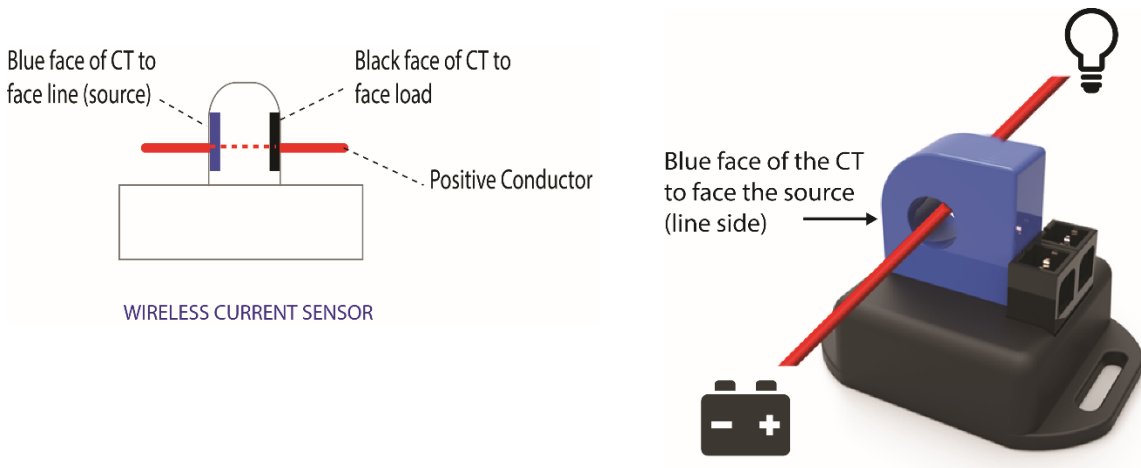 Blue face of CT to
face line (source)
Black face of CT to
face load
Positive Conductor
WIRELESS CURRENT SENSOR
Blue face of the CT
to face the source
(line side)
- +